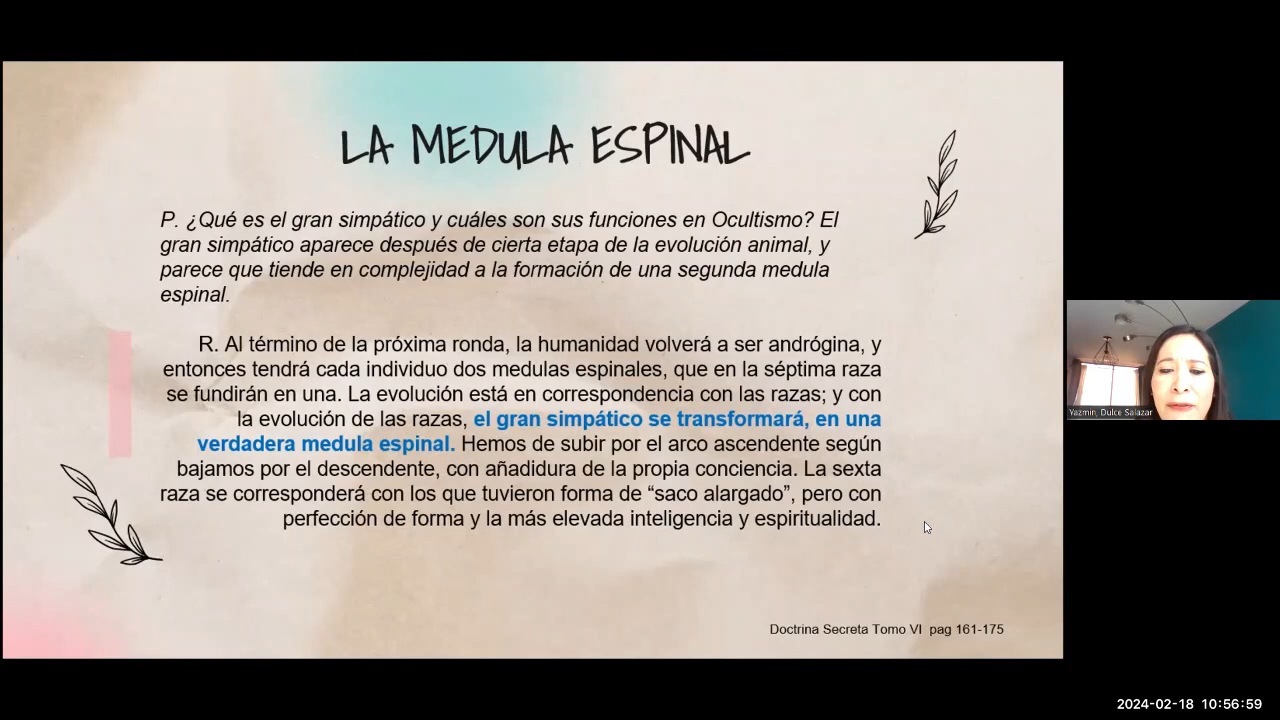 LA MEDULA ESPINAL
P. ¿Qué es el gran simpático y cuáles son sus funciones en Ocultismo? El
gran simpático aparece después de cierta etapa de la evolución animal, y
parece que tiende en complejidad a la formación de una segunda medula
espinal.
R. Al término de la próxima ronda, la humanidad volverá a ser andrógina, y
entonces tendrá cada individuo dos medulas espinales, que en la séptima raza
se fundirán en una. La evolución está en correspondencia con las razas; y con
la evolución de las razas, el gran simpático se transformará, en una
verdadera medula espinal. Hemos de subir por el arco ascendente según
bajamos por el descendente, con añadidura de la propia conciencia. La sexta
raza se corresponderá con los que tuvieron forma de “saco alargado”, pero con
perfección de forma y la más elevada inteligencia y espiritualidad.
Doctrina Secreta Tomo VI pag 161-175
Yazmin, Dulce Salazar
2024-02-18 10:56:59